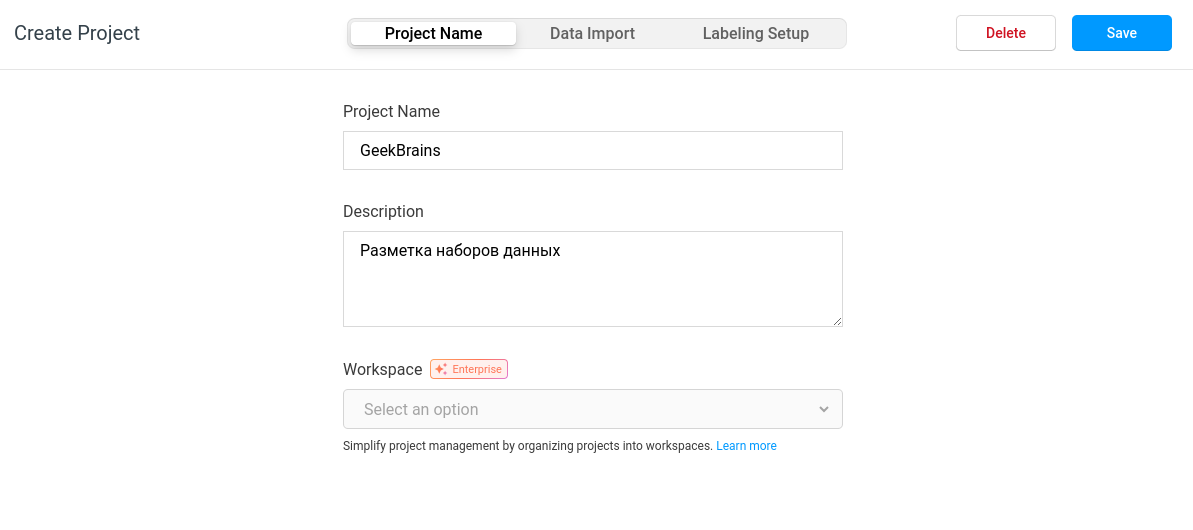 Create Project
Project Name
Data Import
Labeling Setup
Delete
Save
Project Name
GeekBrains
Description
Разметка наборов данных
Workspace
Enterprise
Select an option
Simplify project management by organizing projects into workspaces. Learn more